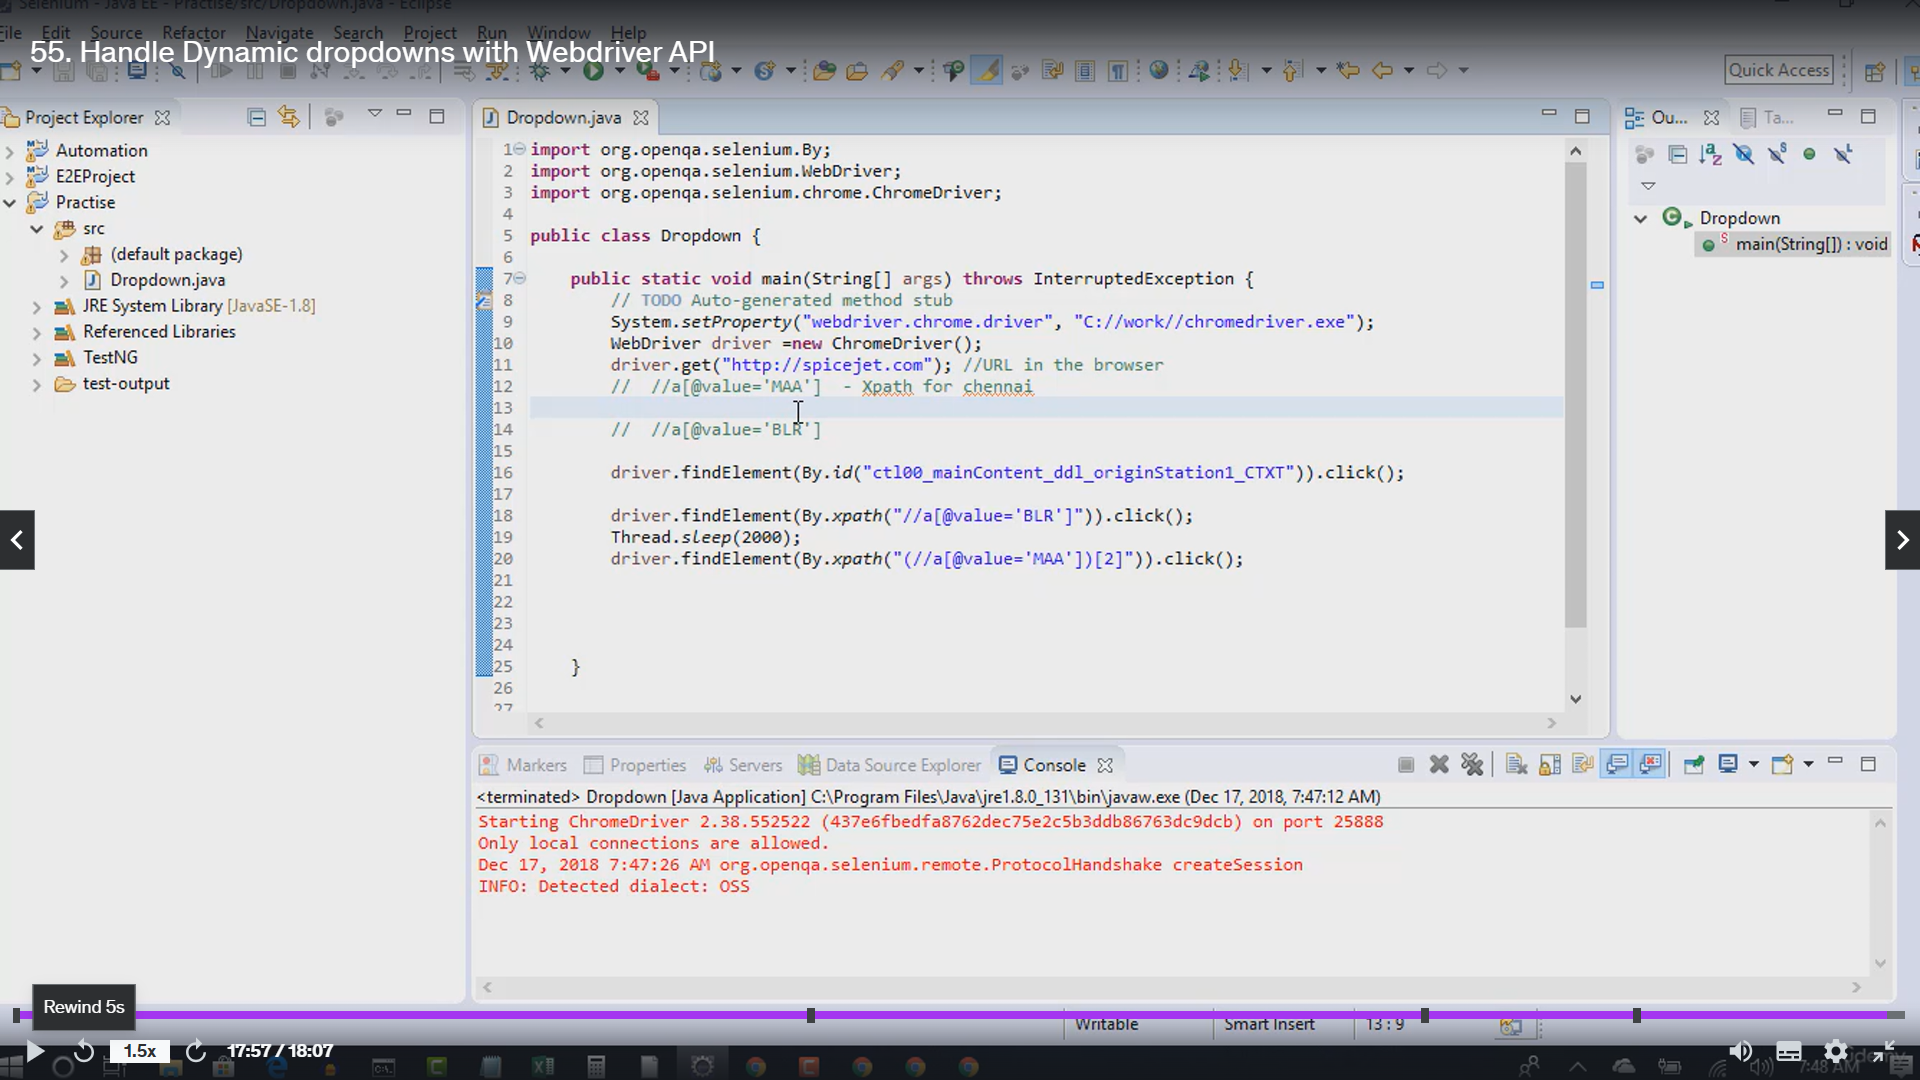 Selenium - Java EE - Practise/src/Dropdown.java - Eclipse
File Edit Source Refactor Navigate Search Project Run Window Help
55. Handle Dynamic dropdowns with Webdriver API
Quick Access
Project Explorer
Automation
E2EProject
Practise
src
(default package)
Dropdown.java
JRE System Library [JavaSE-1.8]
Referenced Libraries
TestNG
test-output
Dropdown.java
1 import org.openqa.selenium.By;
2 import org.openqa.selenium.WebDriver;
3 import org.openqa.selenium.chrome.ChromeDriver;
4
5 public class Dropdown {
6
7 public static void main(String[] args) throws InterruptedException {
8 // TODO Auto-generated method stub
9 System.setProperty("webdriver.chrome.driver", "C://work//chromedriver.exe");
10 WebDriver driver =new ChromeDriver();
11 driver.get("http://spicejet.com"); //URL in the browser
12 // //a[@value='MAA'] - Xpath for chennai
13
14 // //a[@value='BLR']
15
16 driver.findElement(By.id("ctl00_mainContent_ddl_originStation1_CTXT")).click();
17
18 driver.findElement(By.xpath("//a[@value='BLR']")).click();
19 Thread.sleep(2000);
20 driver.findElement(By.xpath("(//a[@value='MAA'])[2]")).click();
21
22
23
24
25 }
26
27
Ou... Ta...
Dropdown
main(String[]) : void
Markers Properties Servers Data Source Explorer Console
<terminated> Dropdown [Java Application] C:\Program Files\Java\jre1.8.0_131\bin\javaw.exe (Dec 17, 2018, 7:47:12 AM)
Starting ChromeDriver 2.38.552522 (437e6fbedfa8762dec75e2c5b3ddb86763dc9dcb) on port 25888
Only local connections are allowed.
Dec 17, 2018 7:47:26 AM org.openqa.selenium.remote.ProtocolHandshake createSession
INFO: Detected dialect: OSS
Rewind 5s
Writable Smart Insert 13 : 9
1.5x 17:57 / 18:07
7:48 AM